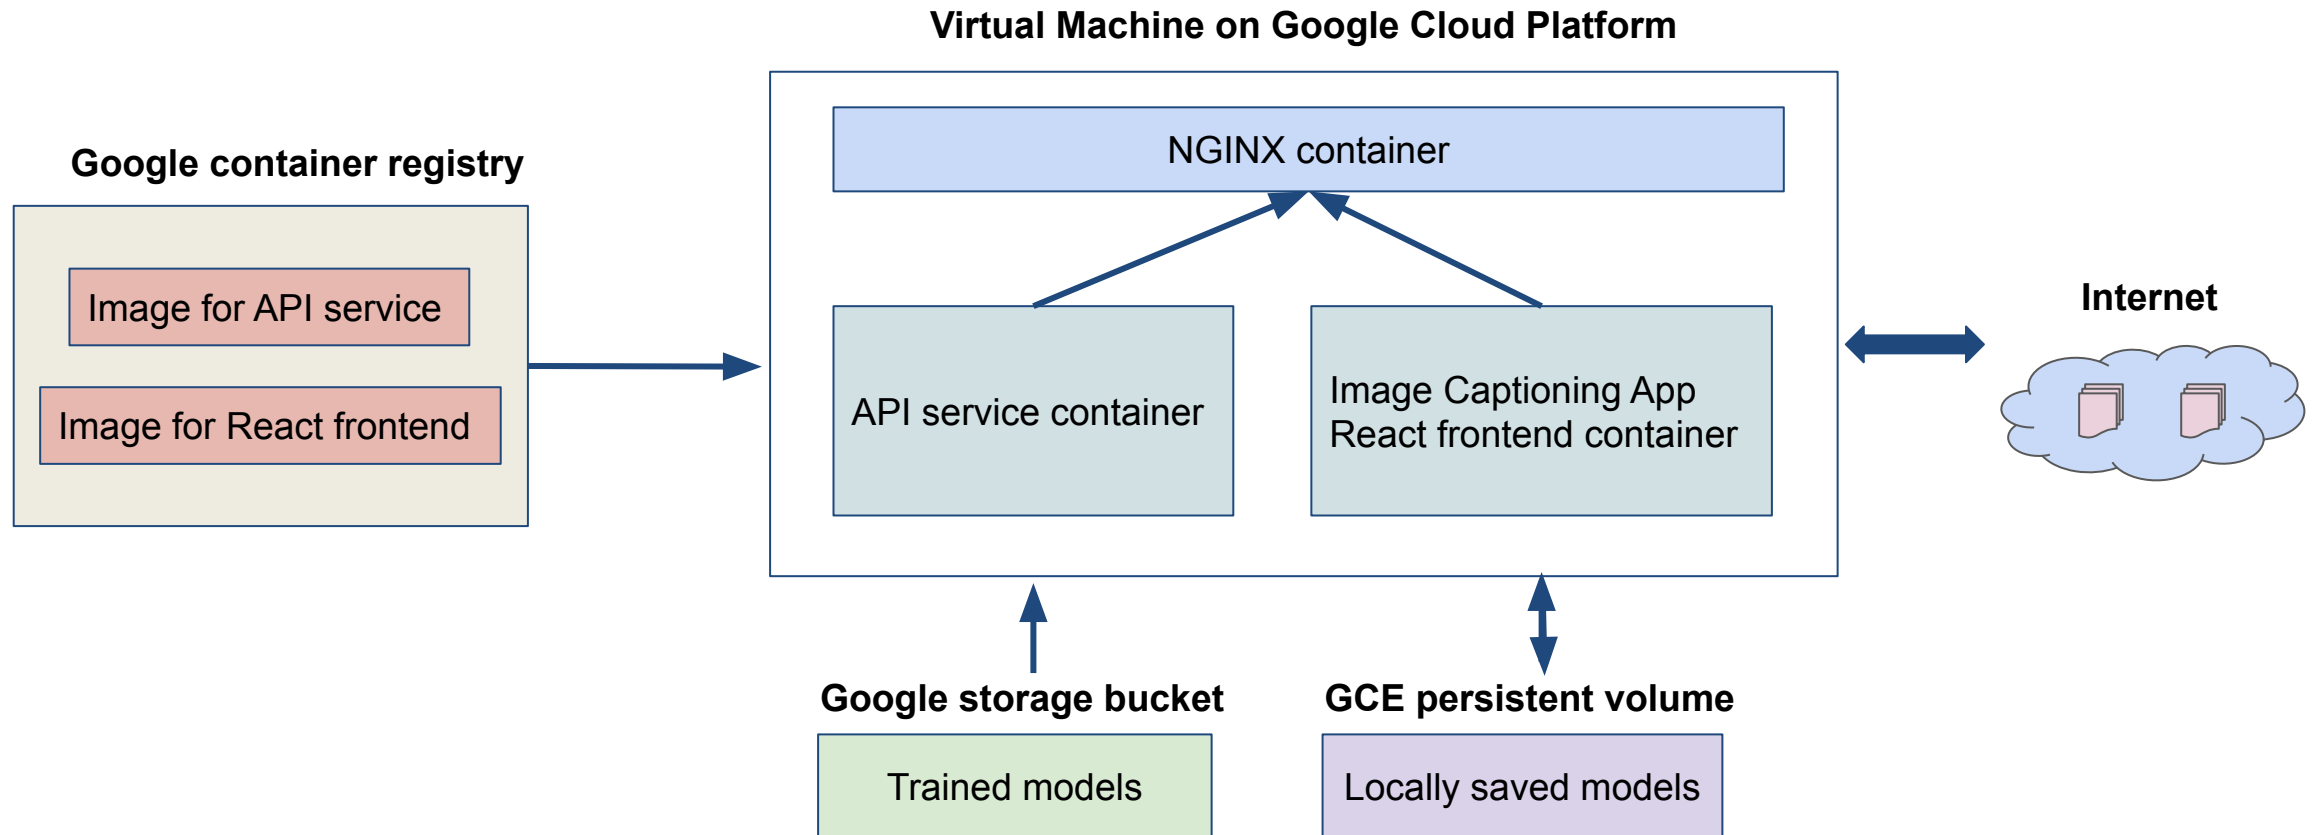 Virtual Machine on Google Cloud Platform
NGINX container
Google container registry
Image for API service
Image for React frontend
API service container
Image Captioning App
React frontend container
Internet
Google storage bucket
Trained models
GCE persistent volume
Locally saved models